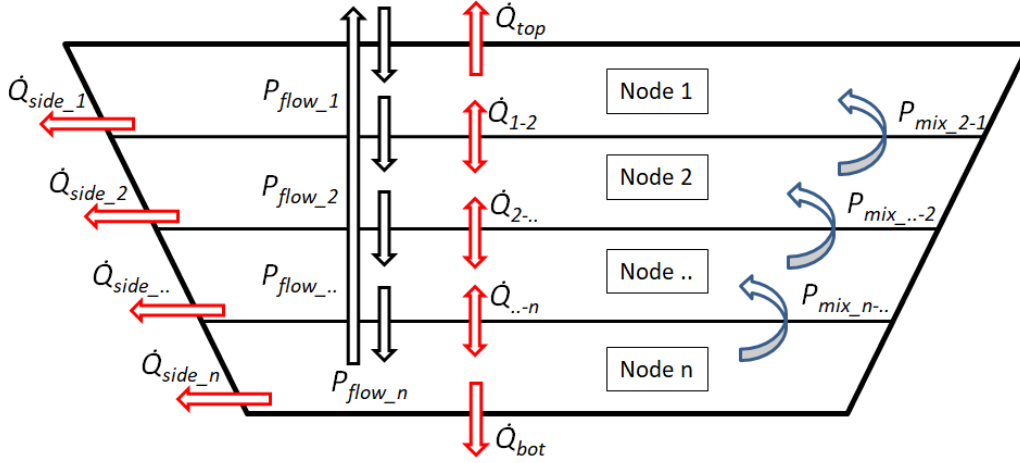 Q̇top
Q̇side_1
Pflow_1
Node 1
Q̇1-2
Pmix_2-1
Q̇side_2
Pflow_2
Node 2
Q̇2-..
Pmix_..-2
Q̇side_..
Pflow_..
Node ..
Q̇..-n
Pmix_n-..
Q̇side_n
Pflow_n
Node n
Q̇bot